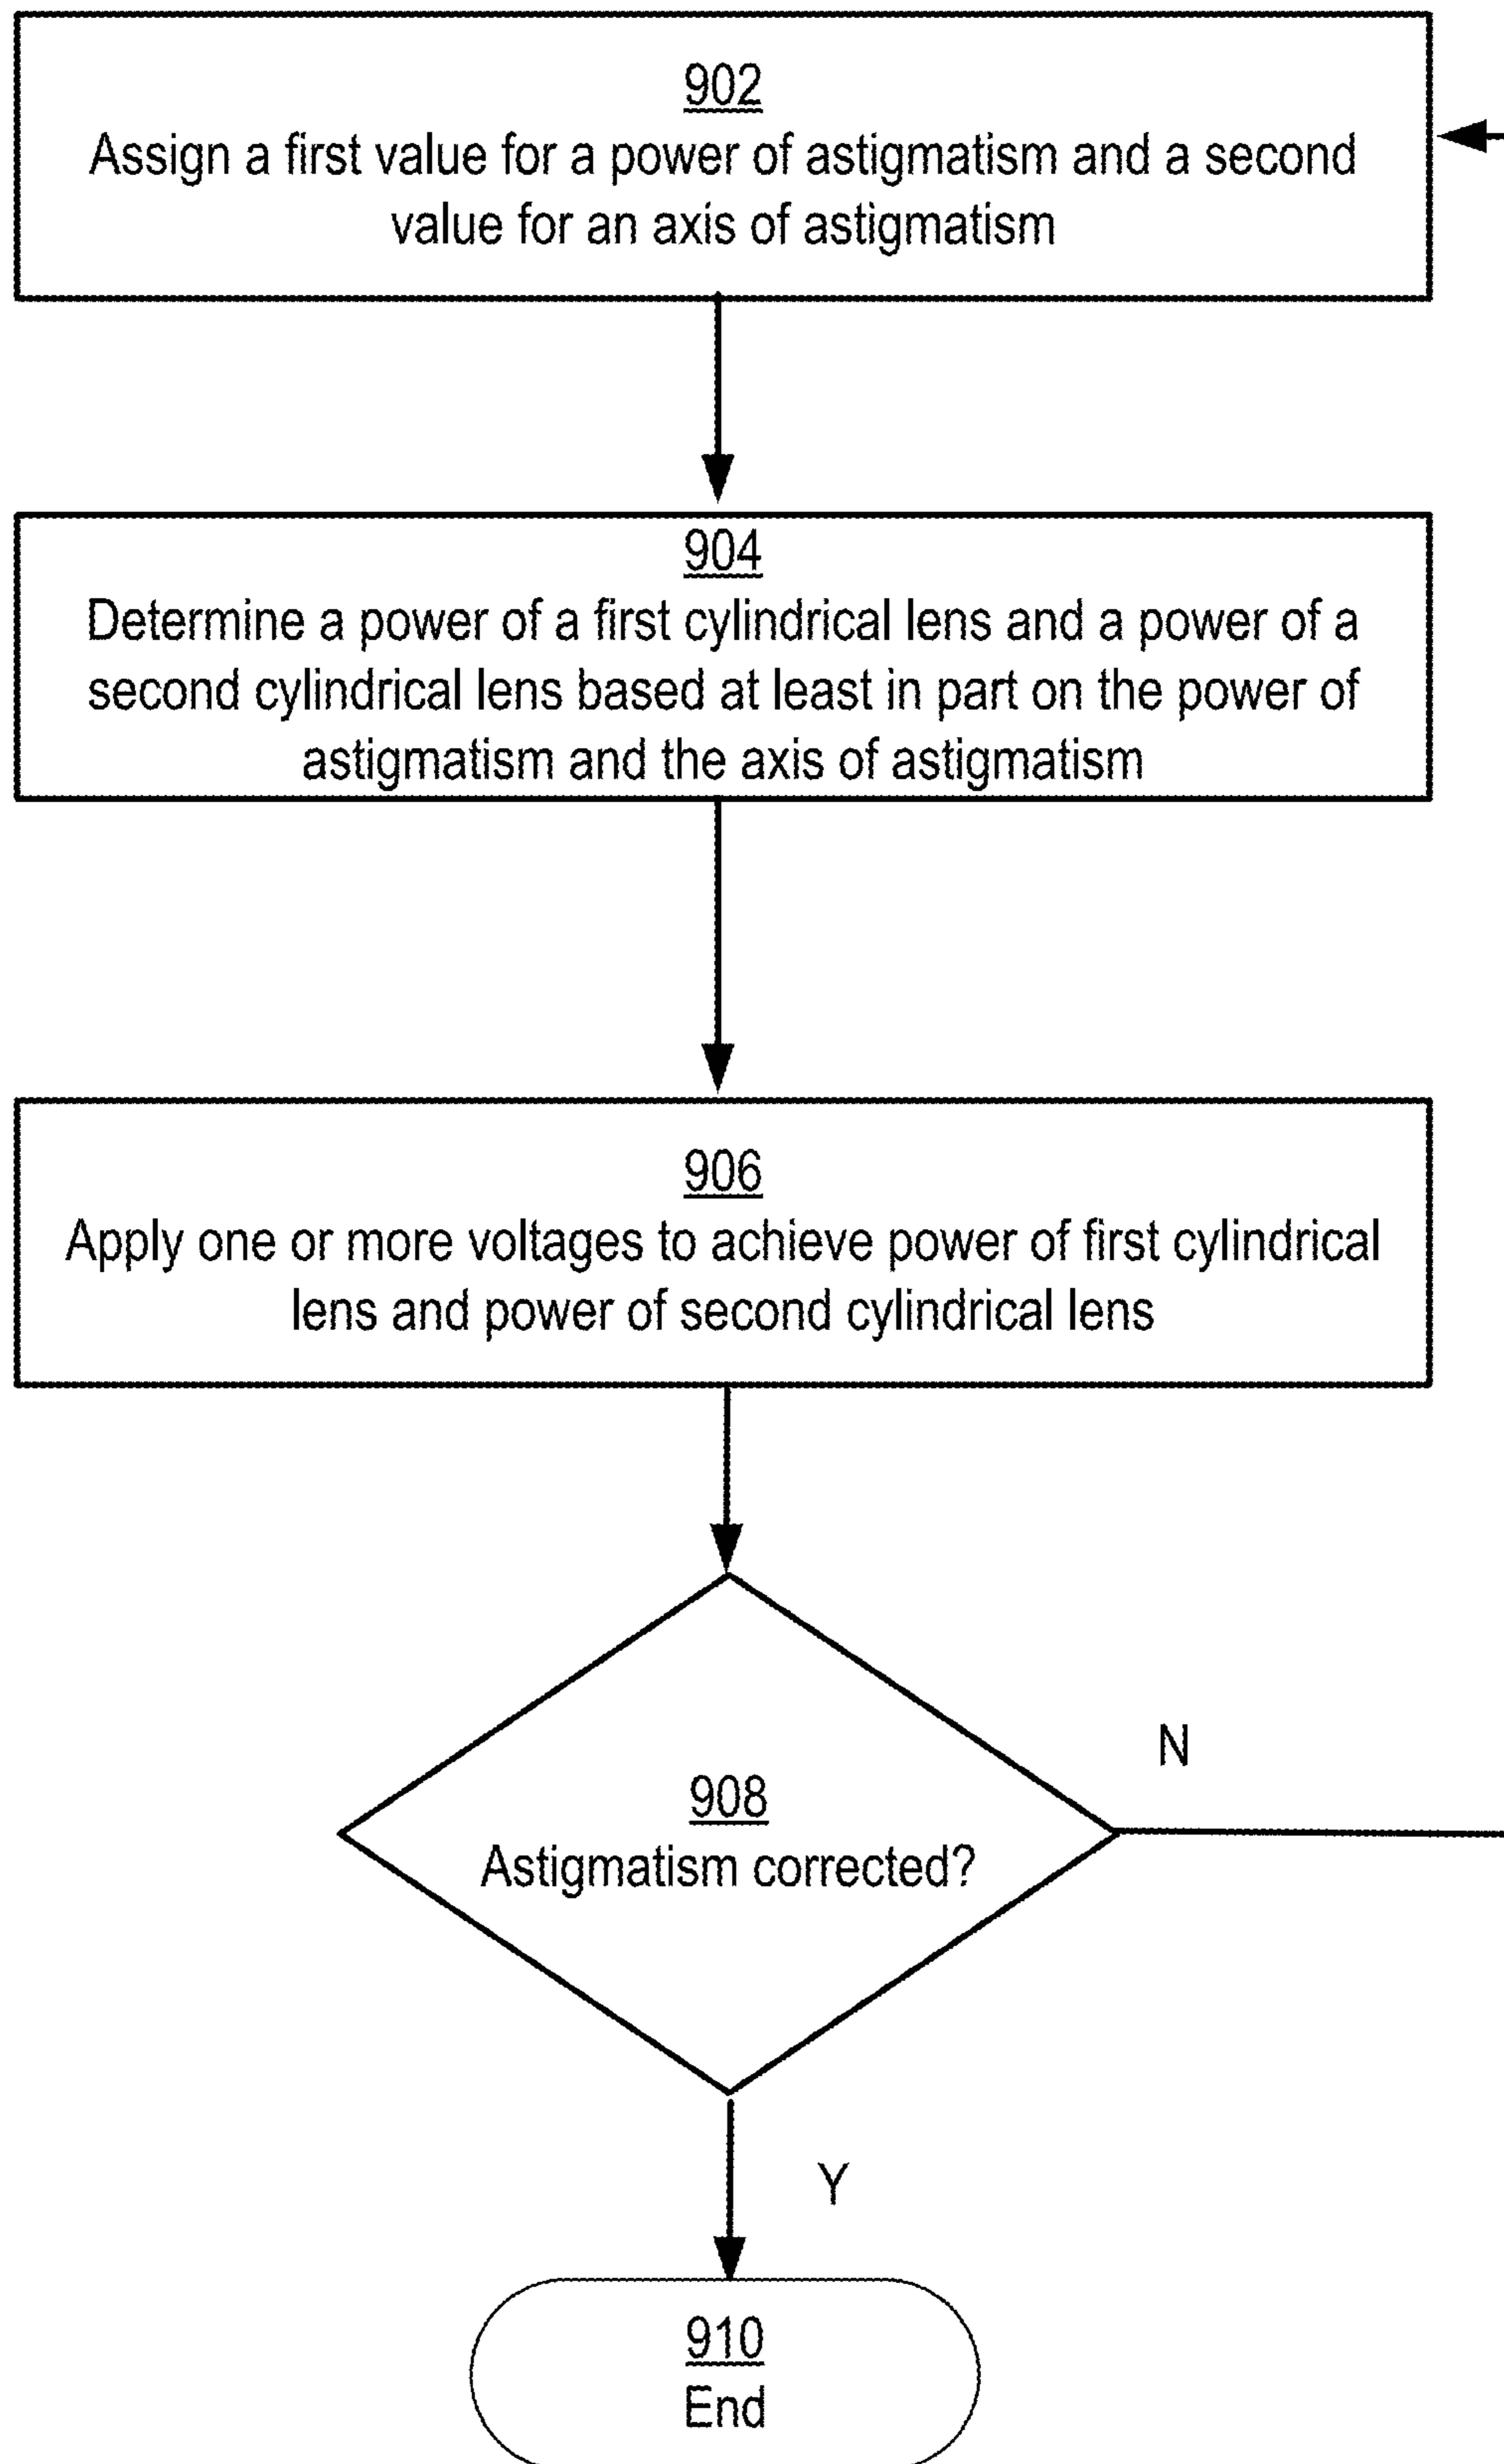 902
Assign a first value for a power of astigmatism and a second
value for an axis of astigmatism
904
Determine a power of a first cylindrical lens and a power of a
second cylindrical lens based at least in part on the power of
astigmatism and the axis of astigmatism
906
Apply one or more voltages to achieve power of first cylindrical
lens and power of second cylindrical lens
N
908
Astigmatism corrected?
Y
910
End